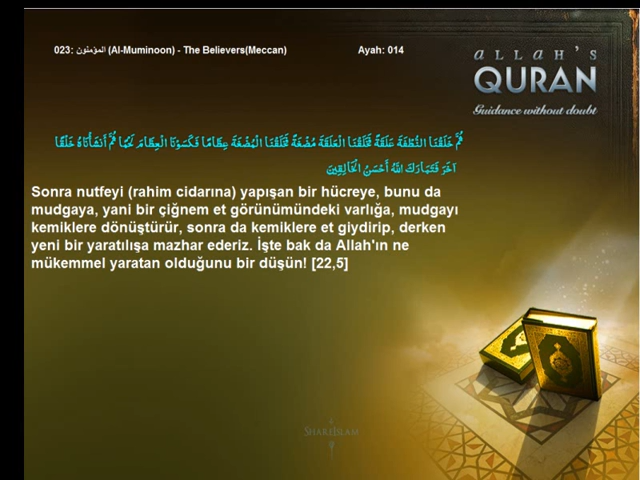 023: المؤمنون (Al-Muminoon) - The Believers(Meccan) Ayah: 014
ALLAH'S
QURAN
Guidance without doubt
ثُمَّ خَلَقْنَا النُّطْفَةَ عَلَقَةً فَخَلَقْنَا الْعَلَقَةَ مُضْغَةً فَخَلَقْنَا الْمُضْغَةَ عِظَامًا فَكَسَوْنَا الْعِظَامَ لَحْمًا ثُمَّ أَنشَأْنَاهُ خَلْقًا
آخَرَ فَتَبَارَكَ اللَّهُ أَحْسَنُ الْخَالِقِينَ
Sonra nutfeyi (rahim cidarına) yapışan bir hücreye, bunu da
mudgaya, yani bir çiğnem et görünümündeki varlığa, mudgayı
kemiklere dönüştürür, sonra da kemiklere et giydirip, derken
yeni bir yaratılışa mazhar ederiz. İşte bak da Allah'ın ne
mükemmel yaratan olduğunu bir düşün! [22,5]
SHAREISLAM